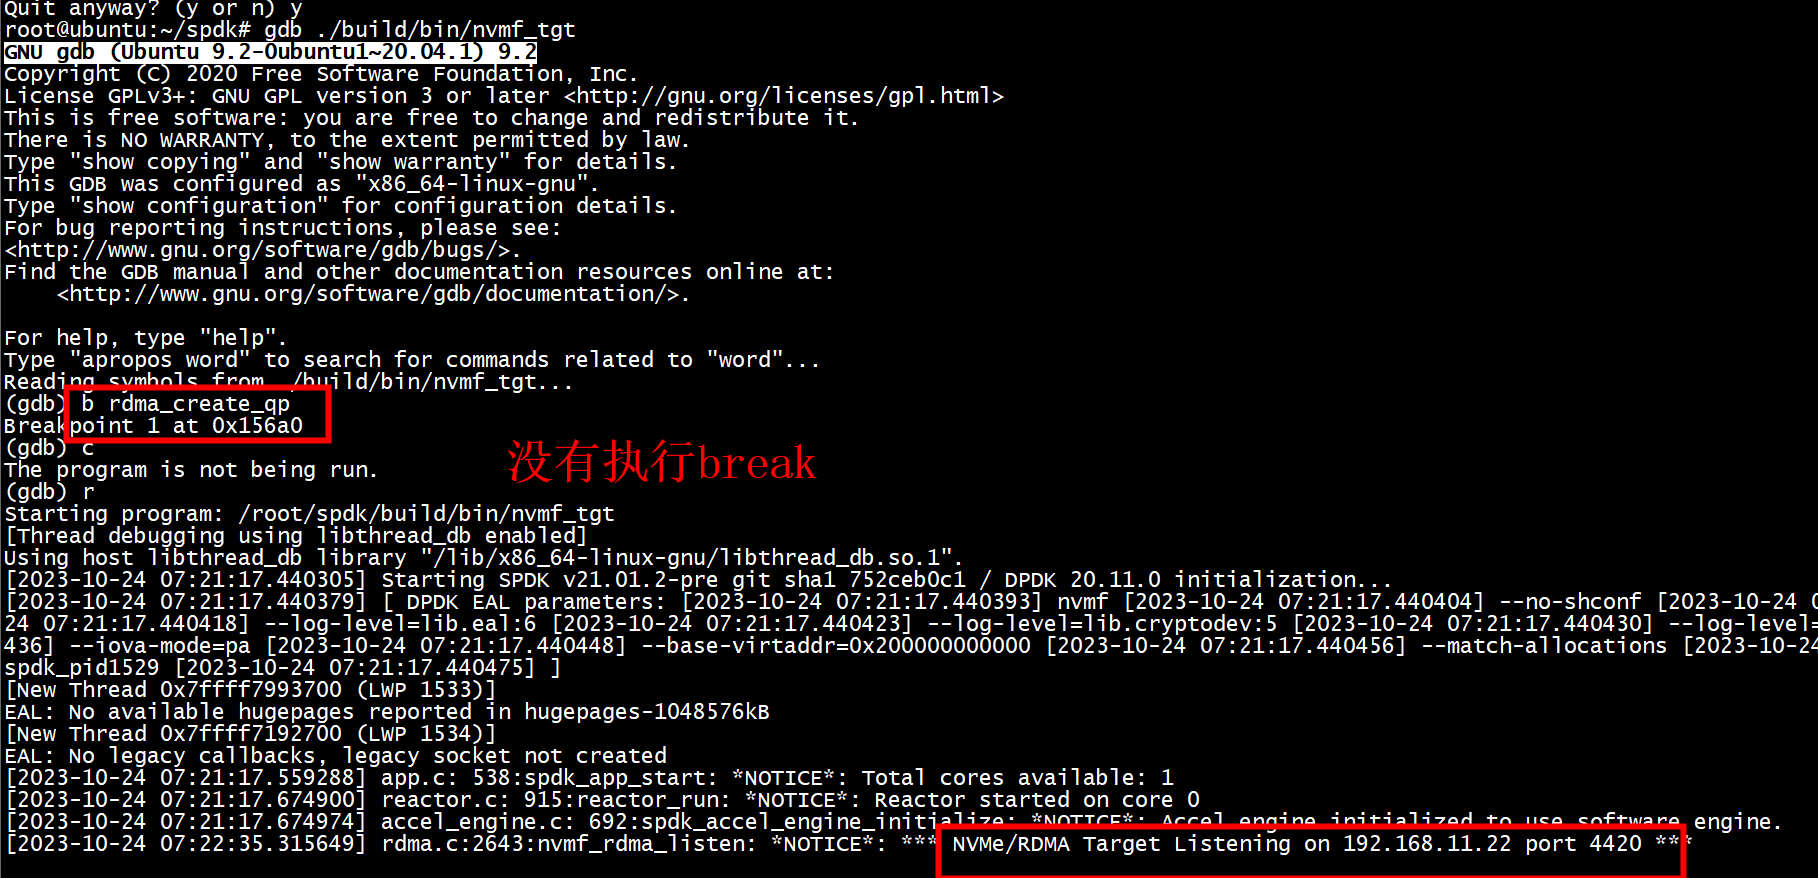 Quit anyway? (y or n) y
root@ubuntu:~/spdk# gdb ./build/bin/nvmf_tgt
GNU gdb (Ubuntu 9.2-0ubuntu1~20.04.1) 9.2
Copyright (C) 2020 Free Software Foundation, Inc.
License GPLv3+: GNU GPL version 3 or later <http://gnu.org/licenses/gpl.html>
This is free software: you are free to change and redistribute it.
There is NO WARRANTY, to the extent permitted by law.
Type "show copying" and "show warranty" for details.
This GDB was configured as "x86_64-linux-gnu".
Type "show configuration" for configuration details.
For bug reporting instructions, please see:
<http://www.gnu.org/software/gdb/bugs/>.
Find the GDB manual and other documentation resources online at:
    <http://www.gnu.org/software/gdb/documentation/>.
For help, type "help".
Type "apropos word" to search for commands related to "word"...
Reading symbols from ./build/bin/nvmf_tgt...
(gdb) b rdma_create_qp
Breakpoint 1 at 0x156a0
(gdb) c
没有执行break
The program is not being run.
(gdb) r
Starting program: /root/spdk/build/bin/nvmf_tgt
[Thread debugging using libthread_db enabled]
Using host libthread_db library "/lib/x86_64-linux-gnu/libthread_db.so.1".
[2023-10-24 07:21:17.440305] Starting SPDK v21.01.2-pre git sha1 752ceb0c1 / DPDK 20.11.0 initialization...
[2023-10-24 07:21:17.440379] [ DPDK EAL parameters: [2023-10-24 07:21:17.440393] nvmf [2023-10-24 07:21:17.440404] --no-shconf [2023-10-24 0
24 07:21:17.440418] --log-level=lib.eal:6 [2023-10-24 07:21:17.440423] --log-level=lib.cryptodev:5 [2023-10-24 07:21:17.440430] --log-level=
436] --iova-mode=pa [2023-10-24 07:21:17.440448] --base-virtaddr=0x200000000000 [2023-10-24 07:21:17.440456] --match-allocations [2023-10-24
spdk_pid1529 [2023-10-24 07:21:17.440475] ]
[New Thread 0x7ffff7993700 (LWP 1533)]
EAL: No available hugepages reported in hugepages-1048576kB
[New Thread 0x7ffff7192700 (LWP 1534)]
EAL: No legacy callbacks, legacy socket not created
[2023-10-24 07:21:17.559288] app.c: 538:spdk_app_start: *NOTICE*: Total cores available: 1
[2023-10-24 07:21:17.674900] reactor.c: 915:reactor_run: *NOTICE*: Reactor started on core 0
[2023-10-24 07:21:17.674974] accel_engine.c: 692:spdk_accel_engine_initialize: *NOTICE*: Accel engine initialized to use software engine.
[2023-10-24 07:22:35.315649] rdma.c:2643:nvmf_rdma_listen: *NOTICE*: *** NVMe/RDMA Target Listening on 192.168.11.22 port 4420 ***